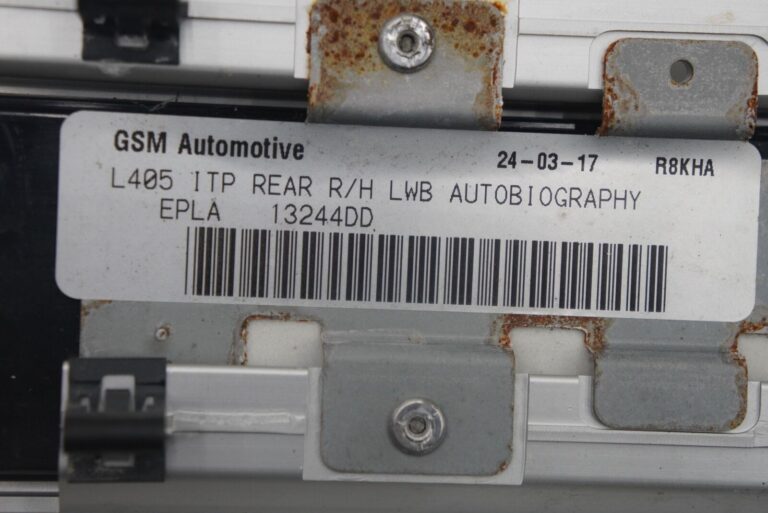 GSM Automotive 24-03-17 R8KHA
L405 ITP REAR R/H LWB AUTOBIOGRAPHY
EPLA 13244DD